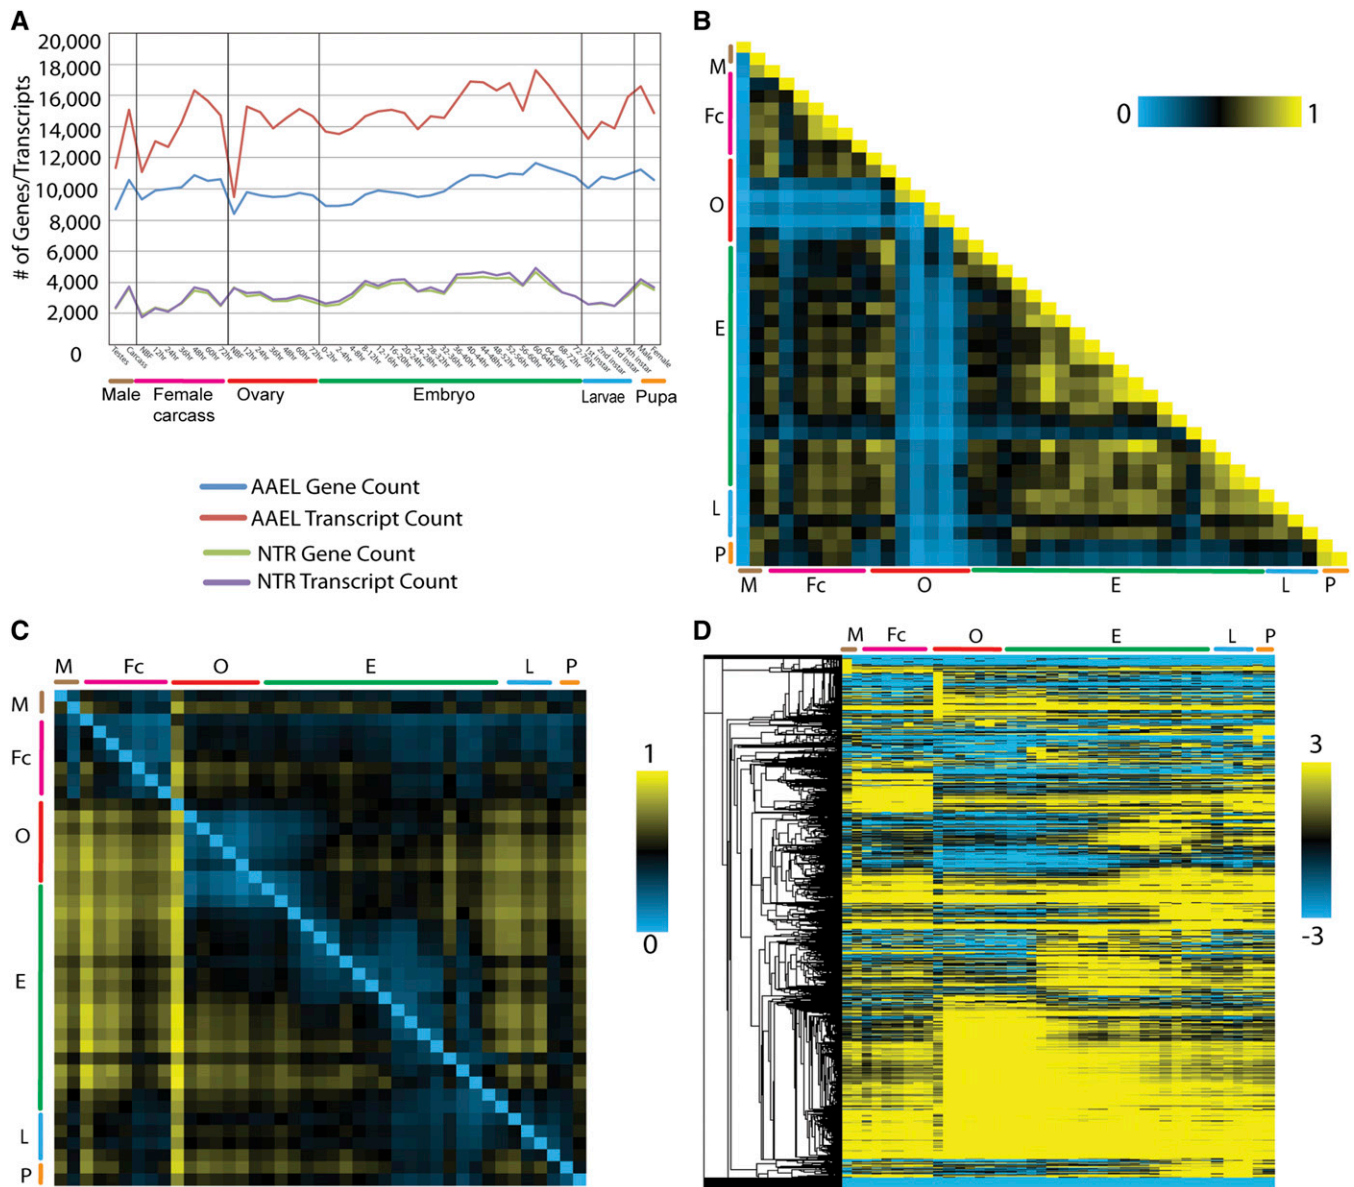 A
# of Genes/Transcripts
20,000
18,000
16,000
14,000
12,000
10,000
8,000
6,000
4,000
2,000
0
Testes
Carcass
NBF
12hr
24hr
36hr
48hr
60hr
72hr
NBF
12hr
24hr
36hr
48hr
60hr
72hr
0-2hr
2-4hr
4-8hr
8-12hr
12-16hr
16-20hr
20-24hr
24-28hr
28-32hr
32-36hr
36-40hr
40-44hr
44-48hr
48-52hr
52-56hr
56-60hr
60-64hr
64-68hr
68-72hr
72-76hr
1st instar
2nd instar
3rd instar
4th instar
Male
Female
Male
Female carcass
Ovary
Embryo
Larvae
Pupa
AAEL Gene Count
AAEL Transcript Count
NTR Gene Count
NTR Transcript Count
B
0
1
M
Fc
O
E
L
P
M Fc O E L P
C
M Fc O E L P
M
Fc
O
E
L
P
1
0
D
M Fc O E L P
3
-3